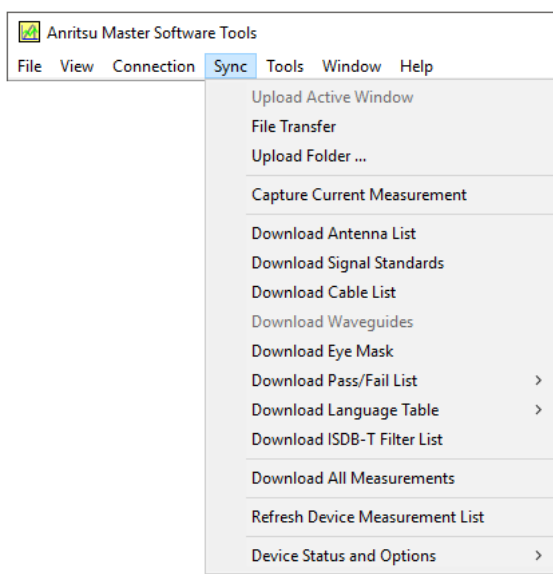 Anritsu Master Software Tools
File View Connection Sync Tools Window Help
Upload Active Window
File Transfer
Upload Folder ...
Capture Current Measurement
Download Antenna List
Download Signal Standards
Download Cable List
Download Waveguides
Download Eye Mask
Download Pass/Fail List
Download Language Table
Download ISDB-T Filter List
Download All Measurements
Refresh Device Measurement List
Device Status and Options